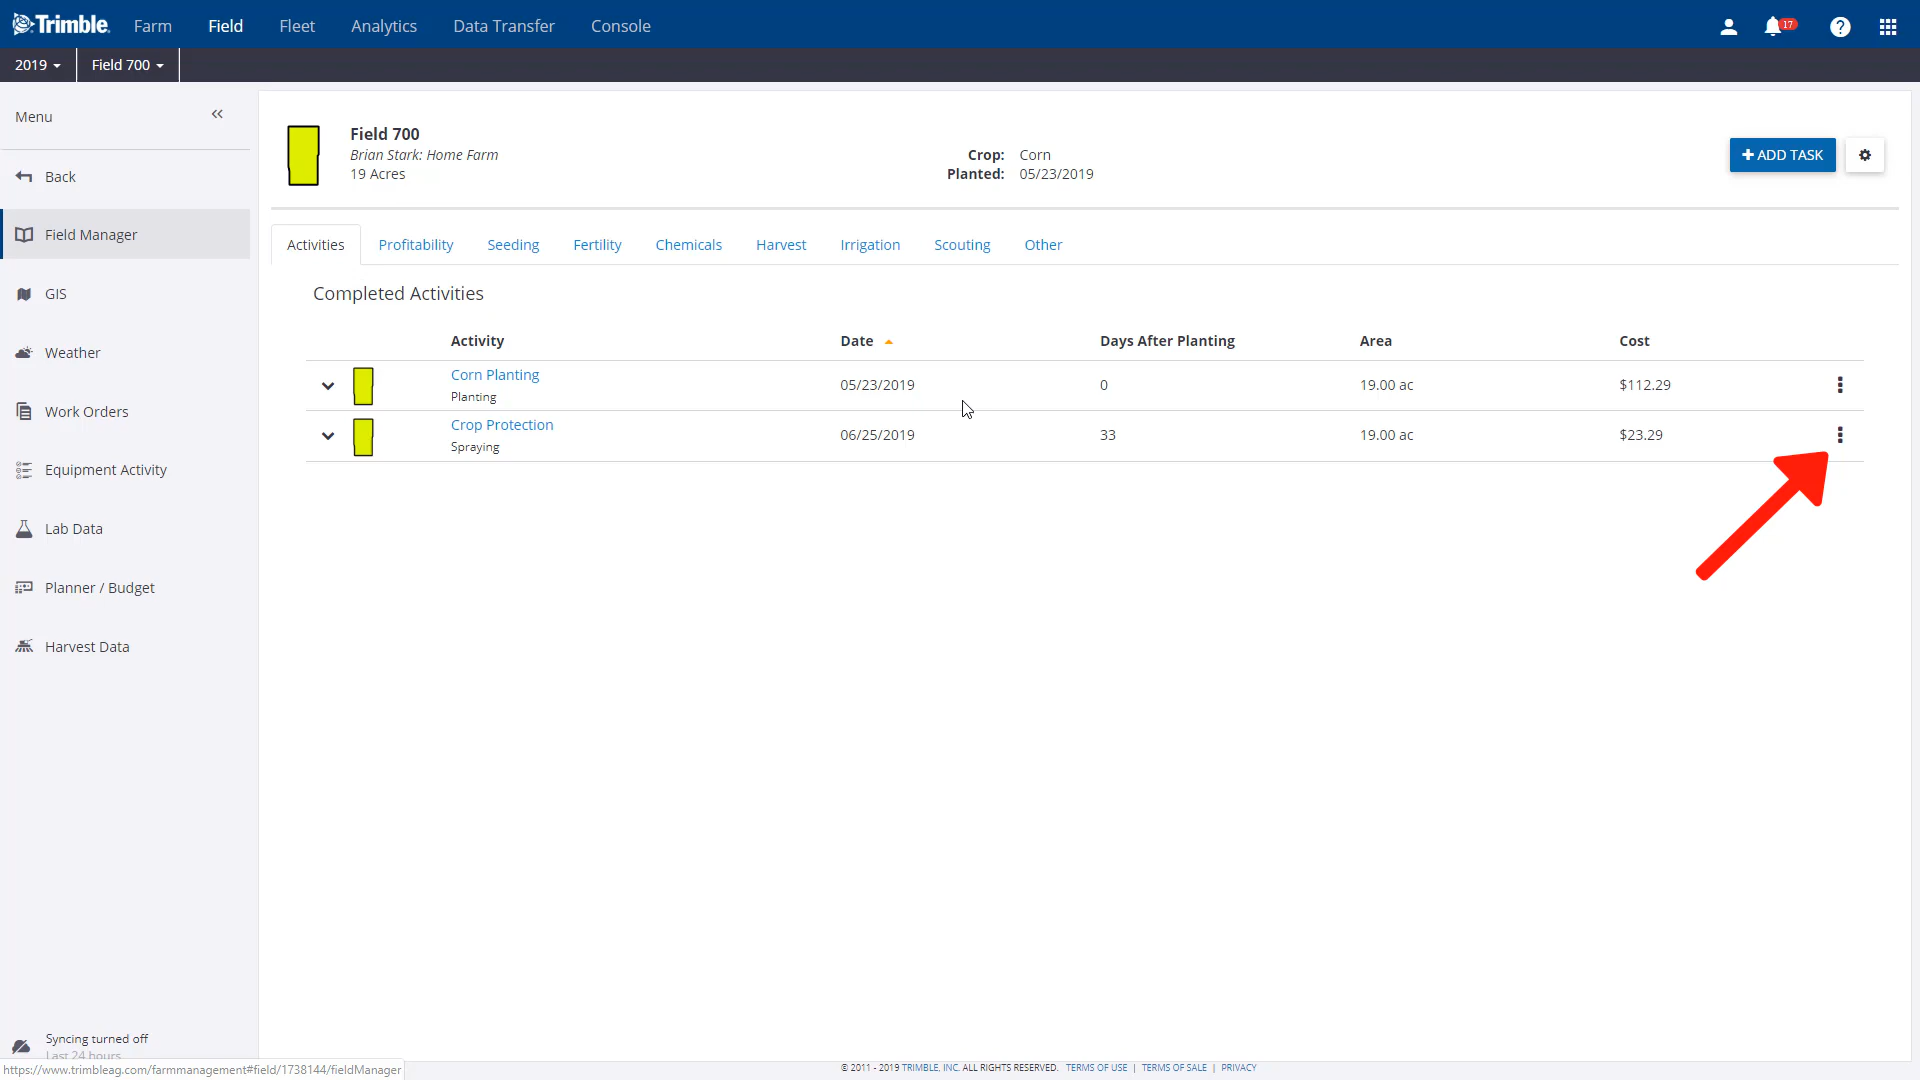 Trimble. Farm Field Fleet Analytics Data Transfer Console 17 ?
2019 Field 700
Menu
Back
Field Manager
GIS
Weather
Work Orders
Equipment Activity
Lab Data
Planner / Budget
Harvest Data
Syncing turned off
Last 24 hours
https://www.trimbleag.com/farmmanagement#field/1738144/fieldManager
Field 700
Brian Stark: Home Farm
19 Acres
Crop: Corn
Planted: 05/23/2019
+ ADD TASK
Activities Profitability Seeding Fertility Chemicals Harvest Irrigation Scouting Other
Completed Activities
Activity Date Days After Planting Area Cost
Corn Planting 05/23/2019 0 19.00 ac $112.29
Planting
Crop Protection 06/25/2019 33 19.00 ac $23.29
Spraying
© 2011 - 2019 TRIMBLE, INC. ALL RIGHTS RESERVED. TERMS OF USE | TERMS OF SALE | PRIVACY